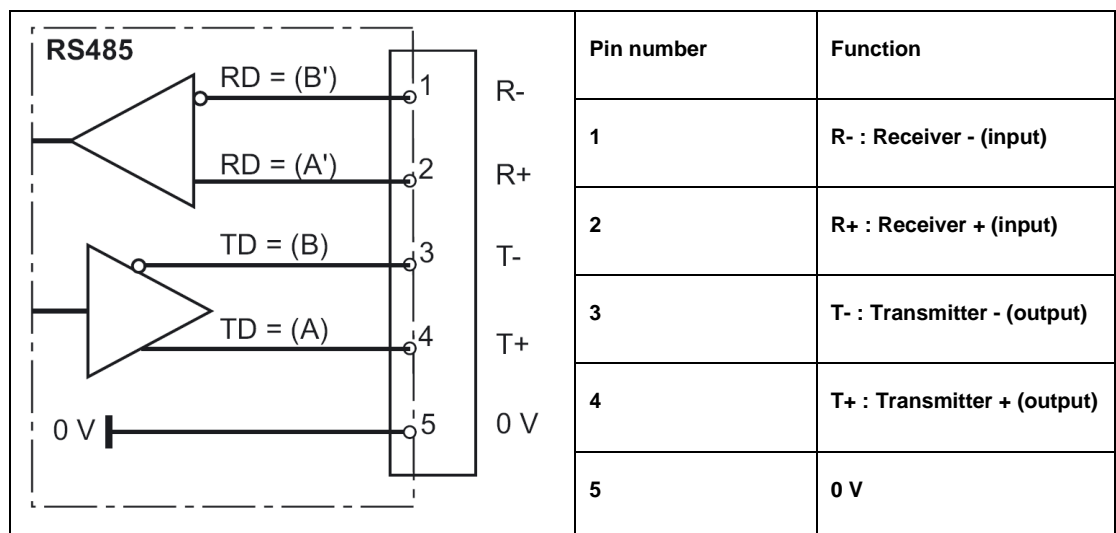 RS485
RD = (B') 1 R-
RD = (A') 2 R+
TD = (B) 3 T-
TD = (A) 4 T+
0 V 5 0 V
Pin number Function
1 R- : Receiver - (input)
2 R+ : Receiver + (input)
3 T- : Transmitter - (output)
4 T+ : Transmitter + (output)
5 0 V